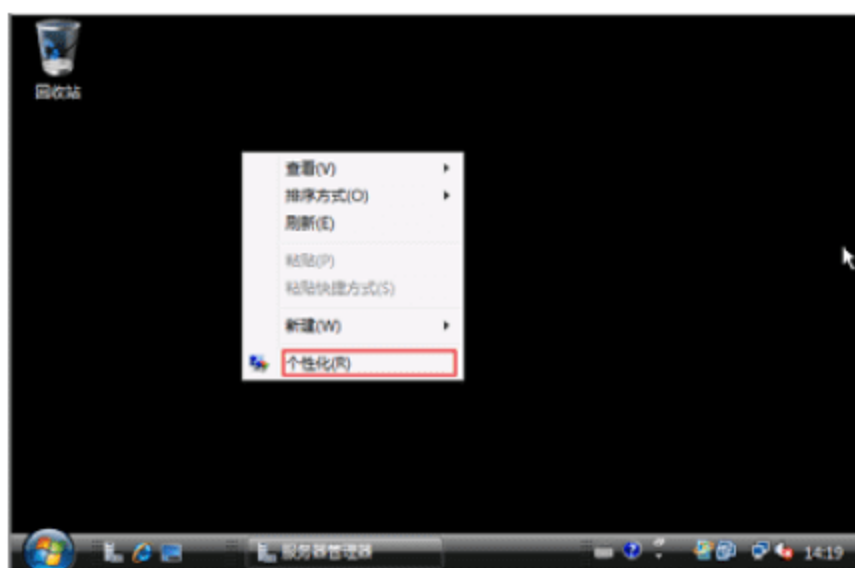 回收站
查看(V)
排序方式(O)
刷新(E)
粘贴(P)
粘贴快捷方式(S)
新建(W)
个性化(R)
服务器管理器
14:19